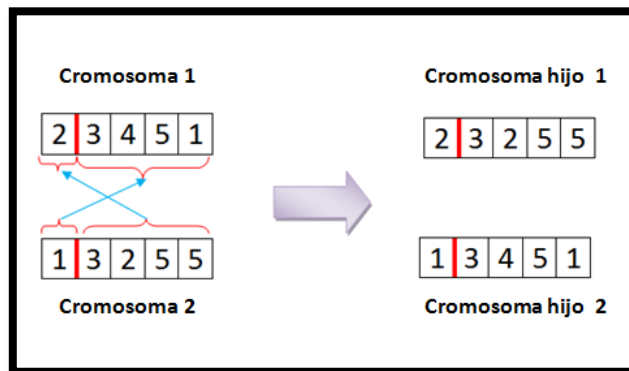 Cromosoma 1
2 3 4 5 1
1 3 2 5 5
Cromosoma 2
Cromosoma hijo 1
2 3 2 5 5
1 3 4 5 1
Cromosoma hijo 2